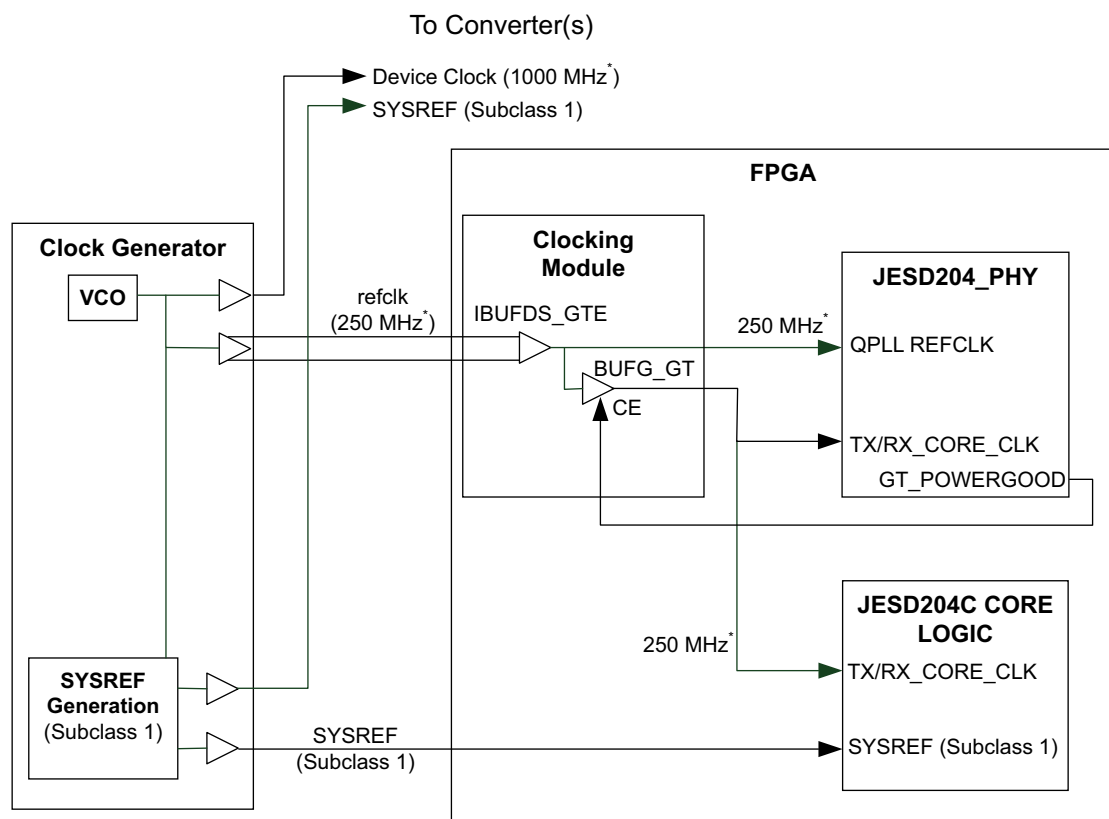 To Converter(s)
Device Clock (1000 MHz*)
SYSREF (Subclass 1)
FPGA
Clock Generator
VCO
refclk
(250 MHz*)
Clocking
Module
IBUFDS_GTE
BUFG_GT
CE
250 MHz*
JESD204_PHY
QPLL REFCLK
TX/RX_CORE_CLK
GT_POWERGOOD
250 MHz*
JESD204C CORE
LOGIC
TX/RX_CORE_CLK
SYSREF (Subclass 1)
SYSREF
Generation
(Subclass 1)
SYSREF
(Subclass 1)